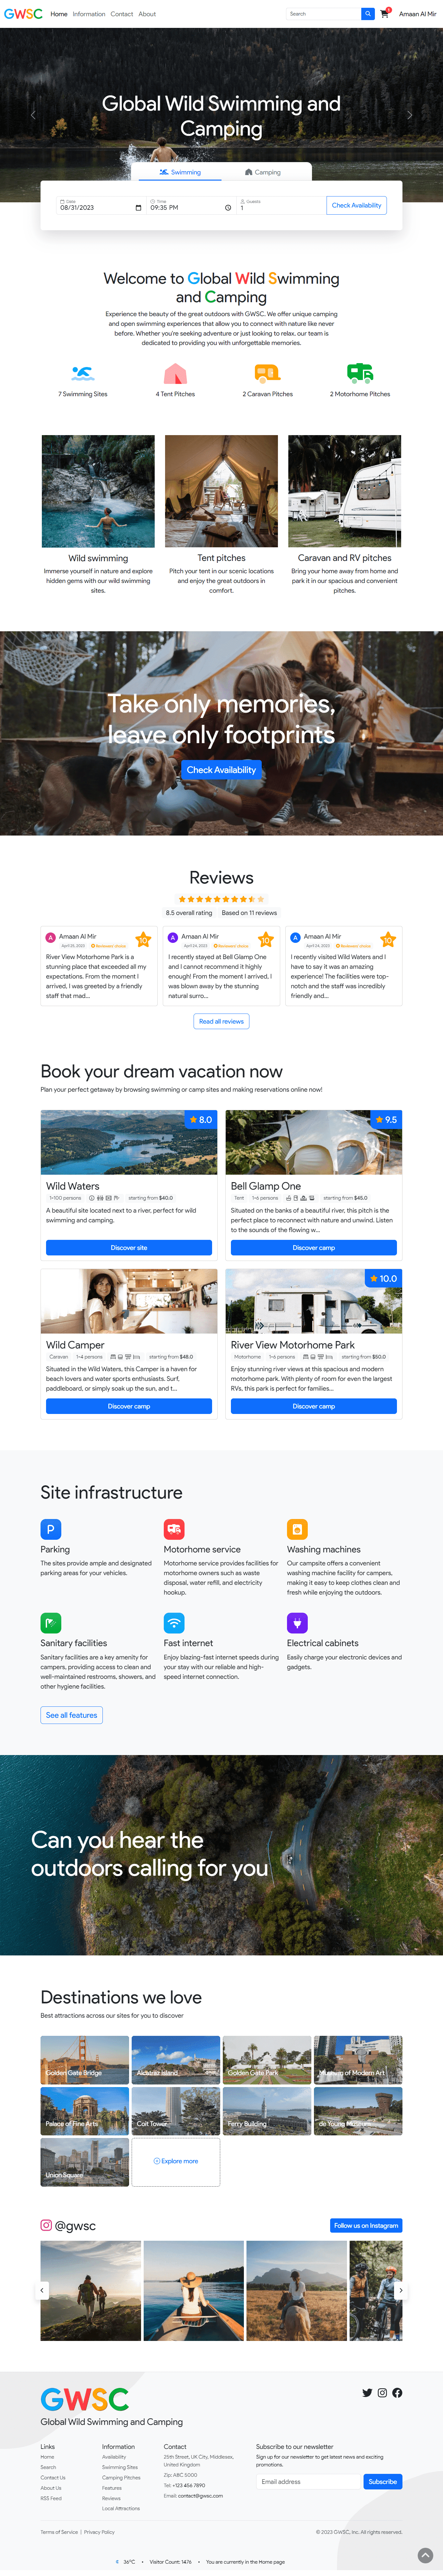 GWSC Home Information Contact About Search Amaan Al Mir
Global Wild Swimming and
Camping
Swimming Camping
Date Time Guests
08/31/2023 09:35 PM 1 Check Availability
Welcome to Global Wild Swimming
and Camping
Experience the beauty of the great outdoors with GWSC. We offer unique camping
and open swimming experiences that allow you to connect with nature like never
before. Whether you're seeking adventure or just looking to relax, our team is
dedicated to providing you with unforgettable memories.
7 Swimming Sites 4 Tent Pitches 2 Caravan Pitches 2 Motorhome Pitches
Wild swimming
Immerse yourself in nature and explore
hidden gems with our wild swimming
sites.
Tent pitches
Pitch your tent in our scenic locations
and enjoy the great outdoors in
comfort.
Caravan and RV pitches
Bring your home away from home and
park it in our spacious and convenient
pitches.
Take only memories,
leave only footprints
Check Availability
Reviews
8.5 overall rating Based on 11 reviews
A Amaan Al Mir 10
April 25, 2023 Reviewers' choice
River View Motorhome Park is a
stunning place that exceeded all my
expectations. From the moment I
arrived, I was greeted by a friendly
staff that mad...
A Amaan Al Mir 10
April 24, 2023 Reviewers' choice
I recently stayed at Bell Glamp One
and I cannot recommend it highly
enough! From the moment I arrived, I
was blown away by the stunning
natural surro...
A Amaan Al Mir 10
April 24, 2023 Reviewers' choice
I recently visited Wild Waters and I
have to say it was an amazing
experience! The facilities were top-
notch and the staff was incredibly
friendly and...
Read all reviews
Book your dream vacation now
Plan your perfect getaway by browsing swimming or camp sites and making reservations online now!
8.0
Wild Waters
1-100 persons starting from $40.0
A beautiful site located next to a river, perfect for wild
swimming and camping.
Discover site
9.5
Bell Glamp One
Tent 1-6 persons starting from $45.0
Situated on the banks of a beautiful river, this pitch is the
perfect place to reconnect with nature and unwind. Listen
to the sounds of the flowing w...
Discover camp
Wild Camper
Caravan 1-4 persons starting from $48.0
Situated in the Wild Waters, this Camper is a haven for
beach lovers and water sports enthusiasts. Surf,
paddleboard, or simply soak up the sun, and t...
Discover camp
10.0
River View Motorhome Park
Motorhome 1-6 persons starting from $50.0
Enjoy stunning river views at this spacious and modern
motorhome park. With plenty of room for even the largest
RVs, this park is perfect for families...
Discover camp
Site infrastructure
P
Parking
The sites provide ample and designated
parking areas for your vehicles.
Motorhome service
Motorhome service provides facilities for
motorhome owners such as waste
disposal, water refill, and electricity
hookup.
Washing machines
Our campsite offers a convenient
washing machine facility for campers,
making it easy to keep clothes clean and
fresh while enjoying the outdoors.
Sanitary facilities
Sanitary facilities are a key amenity for
campers, providing access to clean and
well-maintained restrooms, showers, and
other hygiene facilities.
Fast internet
Enjoy blazing-fast internet speeds during
your stay with our reliable and high-
speed internet connection.
Electrical cabinets
Easily charge your electronic devices and
gadgets.
See all features
Can you hear the
outdoors calling for you
Destinations we love
Best attractions across our sites for you to discover
Golden Gate Bridge Alcatraz Island Golden Gate Park Museum of Modern Art
Palace of Fine Arts Coit Tower Ferry Building de Young Museum
Union Square Explore more
@gwsc Follow us on Instagram
GWSC
Global Wild Swimming and Camping
Links
Home
Search
Contact Us
About Us
RSS Feed
Information
Availability
Swimming Sites
Camping Pitches
Features
Reviews
Local Attractions
Contact
25th Street, UK City, Middlesex,
United Kingdom
Zip: ABC 5000
Tel: +123 456 7890
Email: contact@gwsc.com
Subscribe to our newsletter
Sign up for our newsletter to get latest news and exciting
promotions.
Email address Subscribe
Terms of Service | Privacy Policy © 2023 GWSC, Inc. All rights reserved.
36°C • Visitor Count: 1476 • You are currently in the Home page